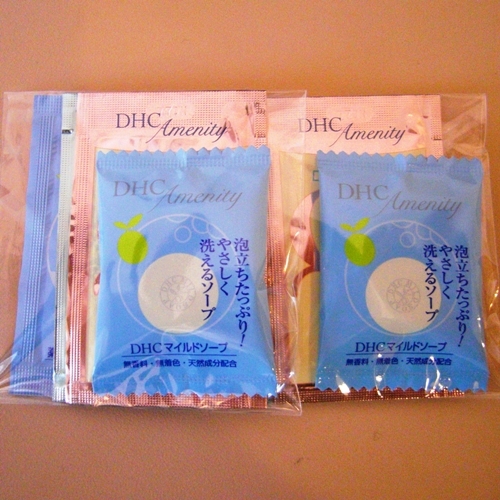 DHC Amenity
DHC Amenity
泡立ちたっぷり!
やさしく
洗えるソープ
DHCマイルドソープ
無香料・無着色・天然成分配合
DHC Amenity
DHC Amenity
泡立ちたっぷり!
やさしく
洗えるソープ
DHCマイルドソープ
無香料・無着色・天然成分配合